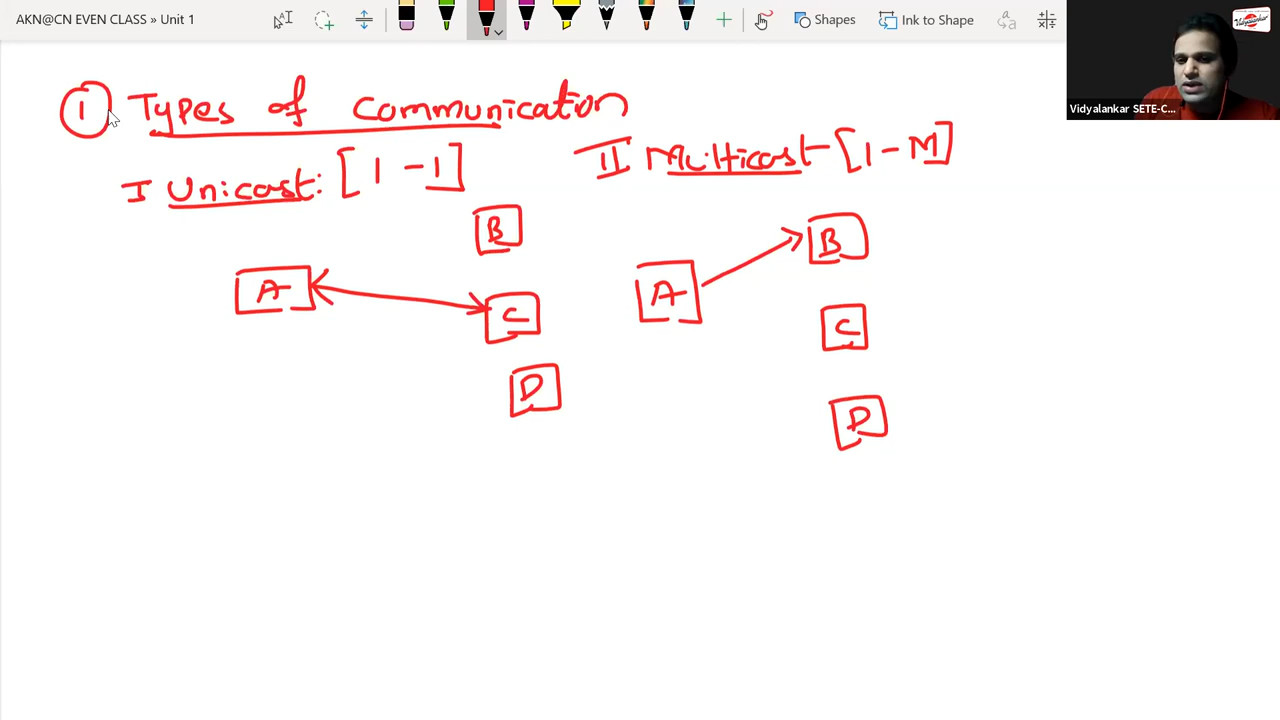 AKN@CN EVEN CLASS » Unit 1
Shapes
Ink to Shape
Vidyalankar
Vidyalankar SETE-C...
① Types of communication
I Unicast: [1-1]
II Multicast - [1-M]
B
A
C
D
B
A
C
D